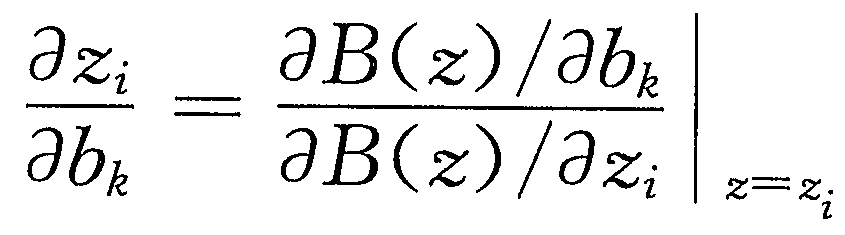 ∂z_i/∂b_k = (∂B(z)/∂b_k)/(∂B(z)/∂z_i) |_{z=z_i}